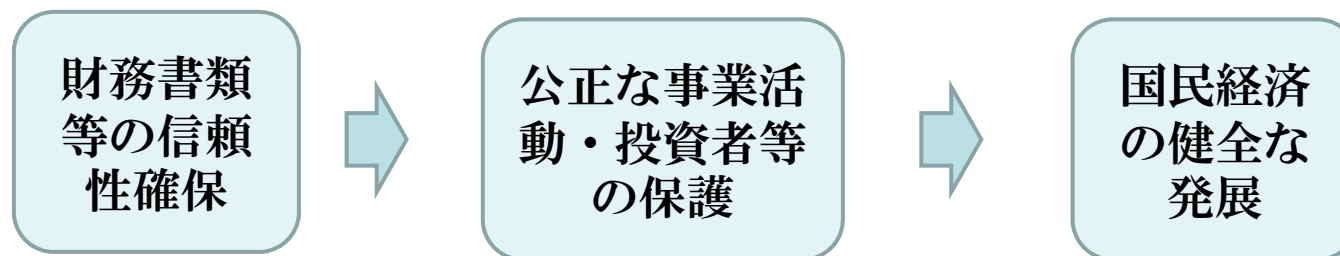 財務書類
等の信頼
性確保
公正な事業活
動・投資者等
の保護
国民経済
の健全な
発展